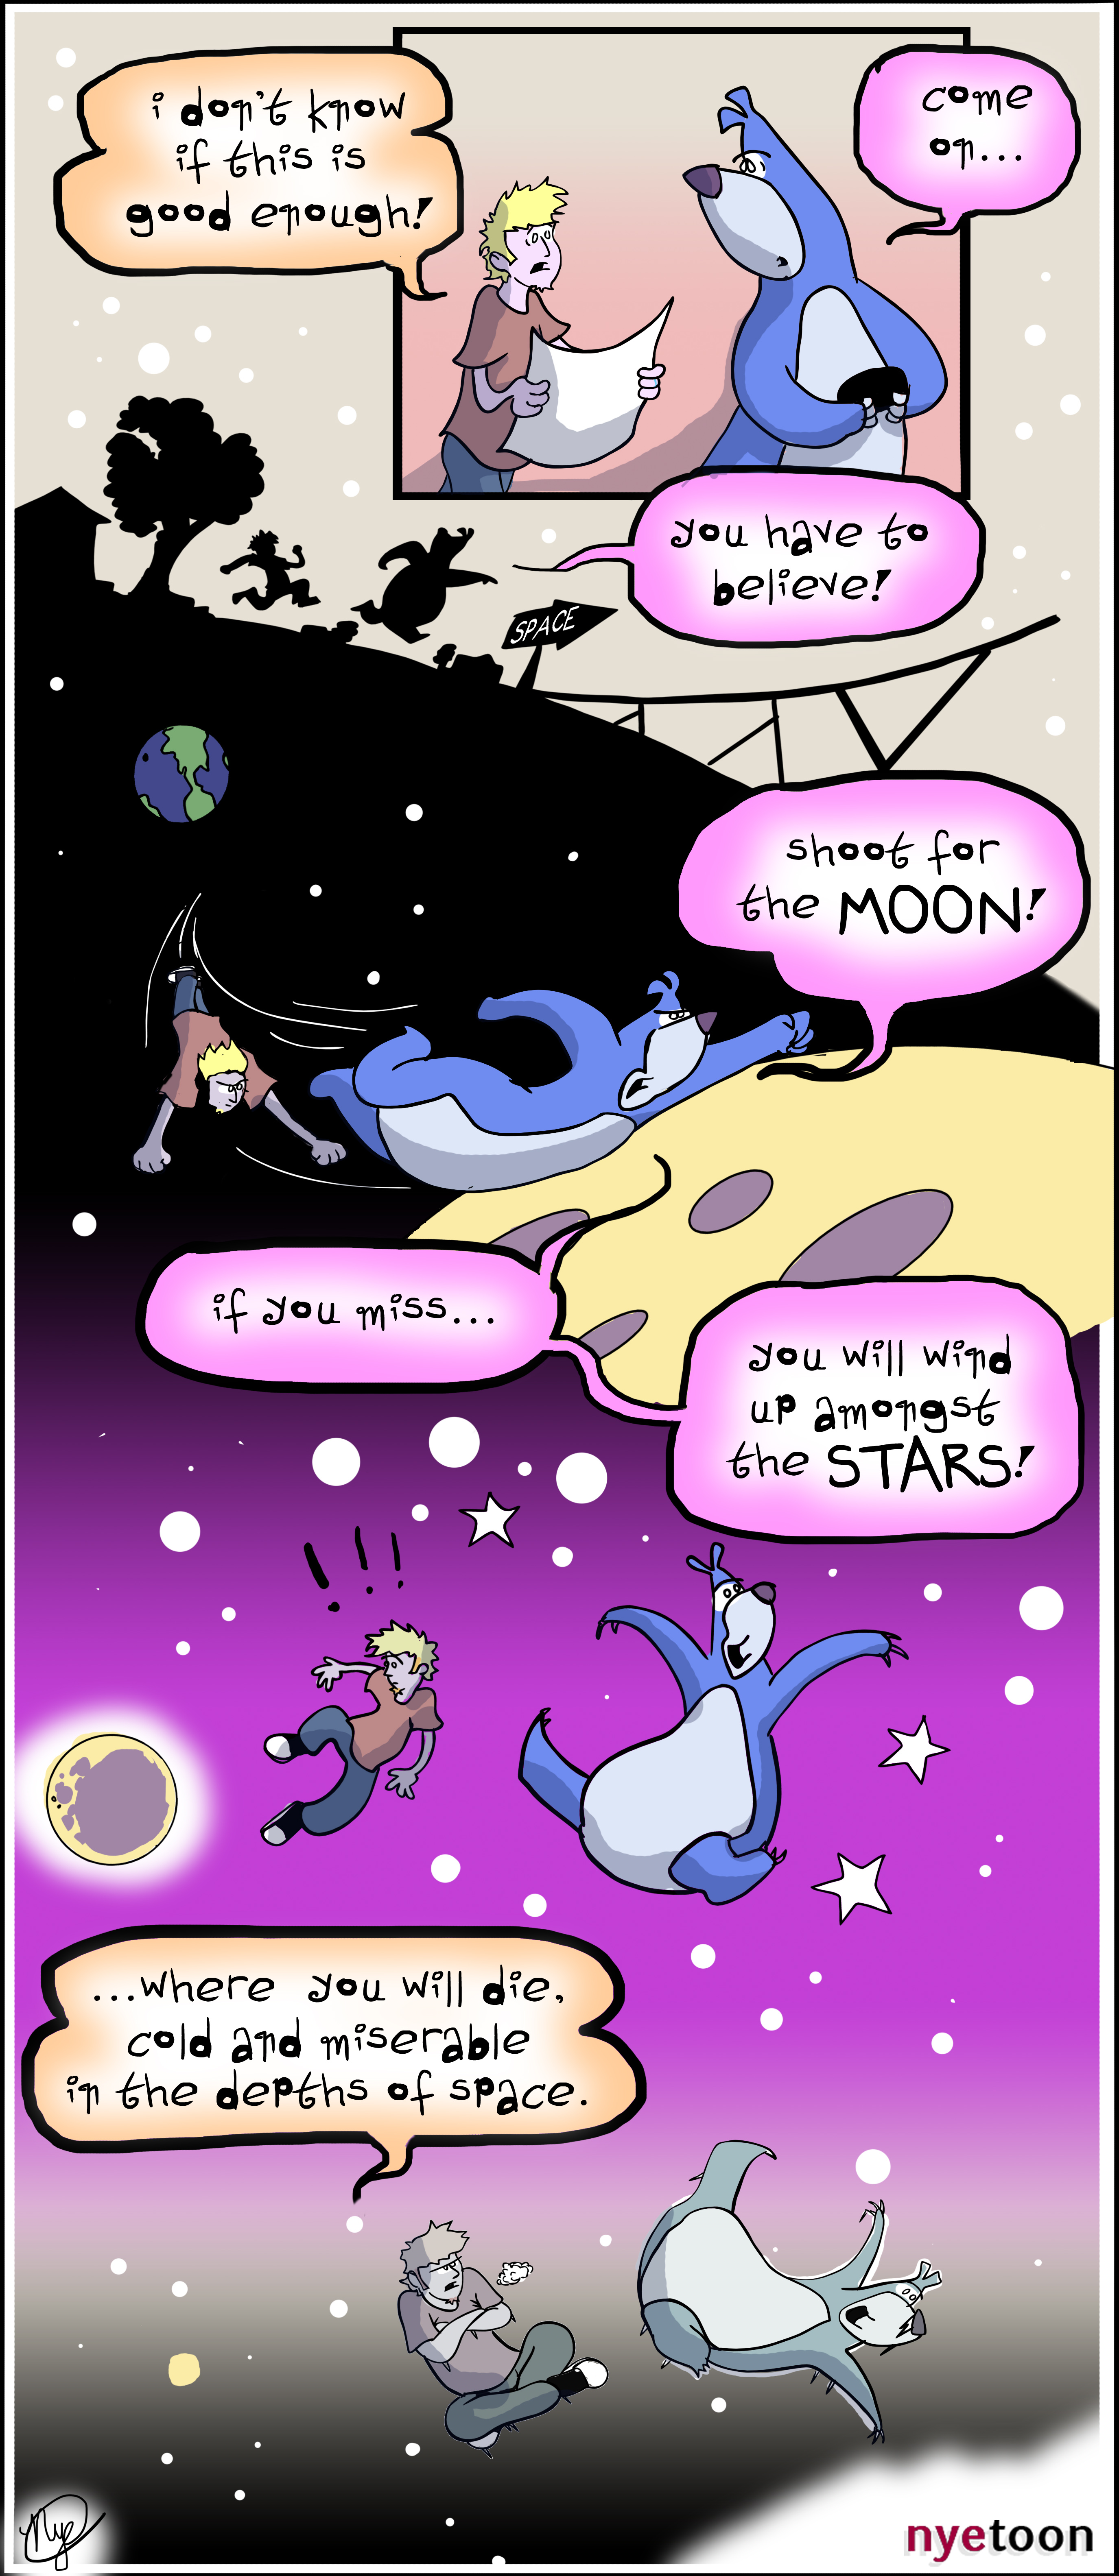 i don't know
if this is
good enough!
come
on...
you have to
believe!
SPACE
shoot for
the MOON!
if you miss...
you will wind
up amongst
the STARS!
! ! !
...where you will die,
cold and miserable
in the depths of space.
Nye
nyetoon